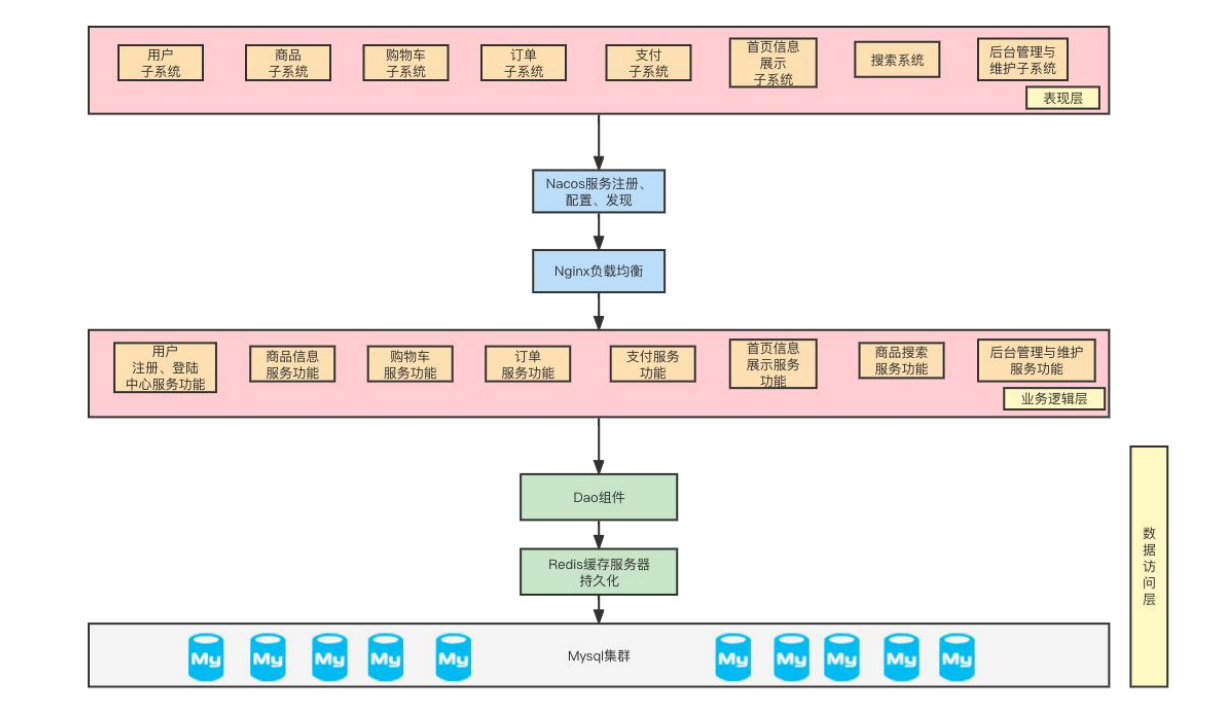 用户
子系统
商品
子系统
购物车
子系统
订单
子系统
支付
子系统
首页信息
展示
子系统
搜索系统
后台管理与
维护子系统
表现层
Nacos服务注册、
配置、发现
Nginx负载均衡
用户
注册、登陆
中心服务功能
商品信息
服务功能
购物车
服务功能
订单
服务功能
支付服务
功能
首页信息
展示服务
功能
商品搜索
服务功能
后台管理与维护
服务功能
业务逻辑层
Dao组件
Redis缓存服务器
持久化
数据访问层
My
My
My
My
My
Mysql集群
My
My
My
My
My